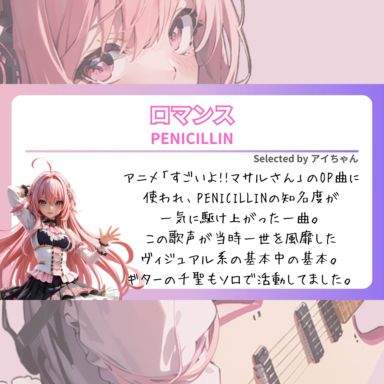 ロマンス
PENICILLIN
Selected by アイちゃん
アニメ「すごいよ!!マサルさん」のOP曲に
使われ、PENICILLINの知名度が
一気に駆け上がった一曲。
この歌声が当時一世を風靡した
ヴィジュアル系の基本中の基本。
ギターの千聖もソロで活動してました。